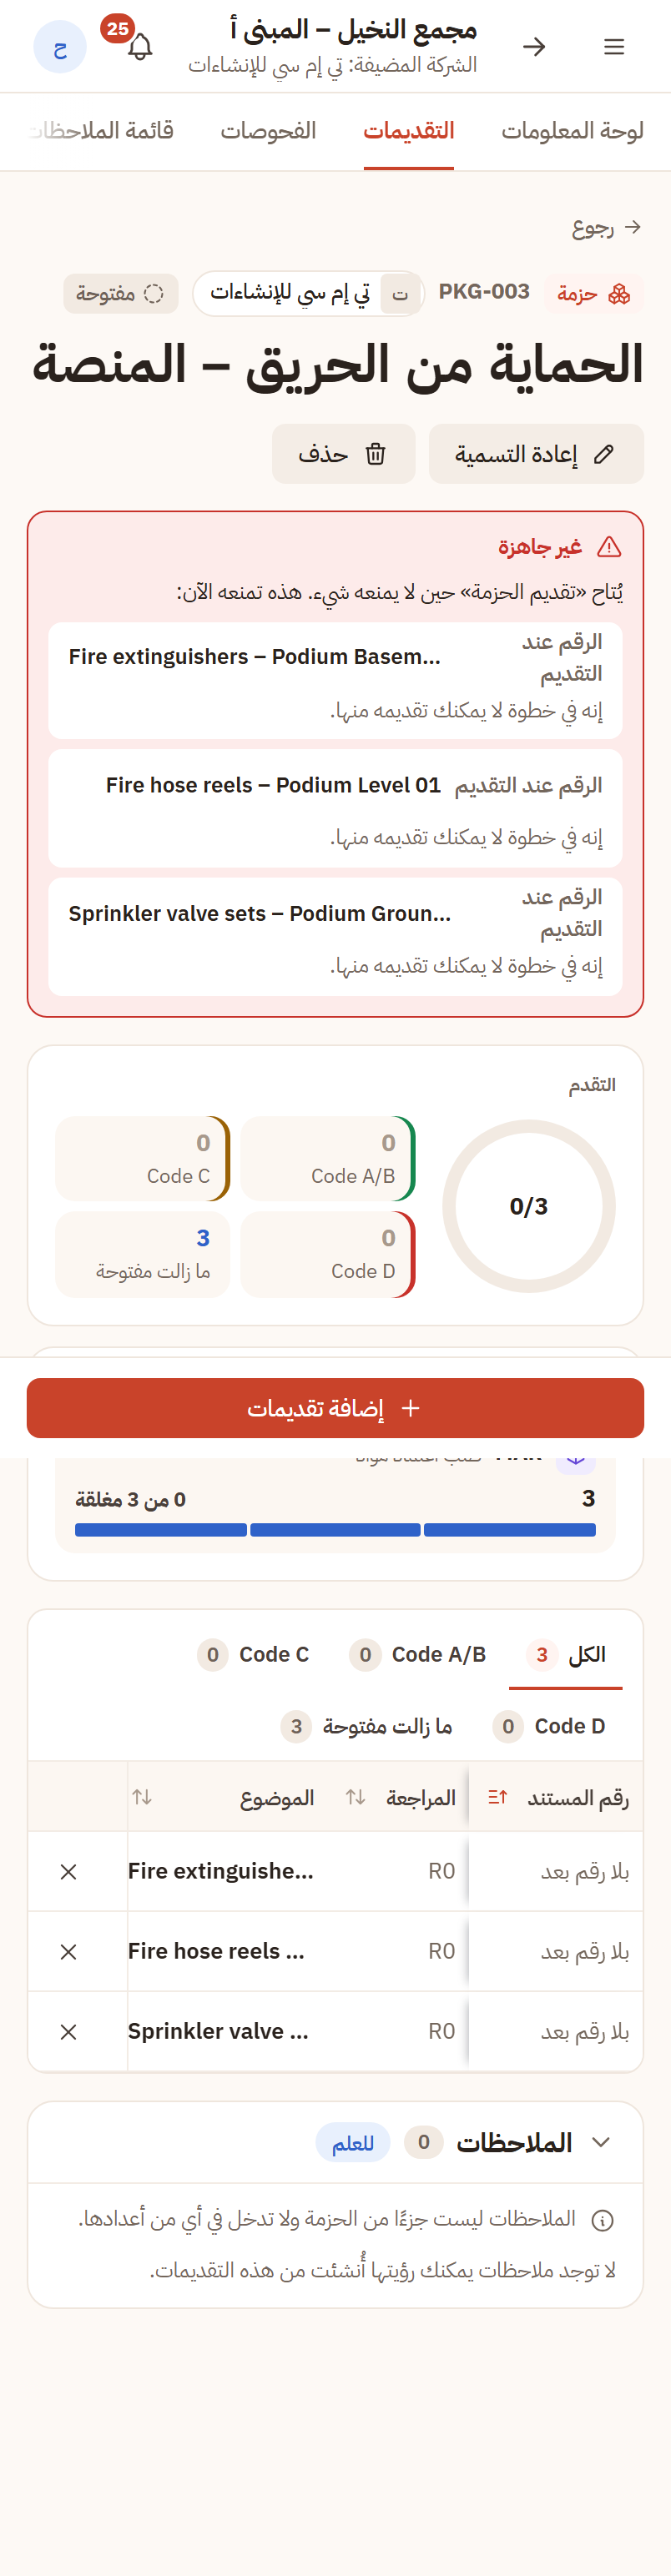 مجمع النخيل – المبنى أ
الشركة المضيفة: تي إم سي للإنشاءات
25
ح
لوحة المعلومات
التقديمات
الفحوصات
قائمة الملاحظات
رجوع
حزمة
PKG-003
ت
تي إم سي للإنشاءات
مفتوحة
الحماية من الحريق – المنصة
إعادة التسمية
حذف
غير جاهزة
يُتاح «تقديم الحزمة» حين لا يمنعه شيء. هذه تمنعه الآن:
الرقم عند التقديم
Fire extinguishers – Podium Basem...
إنه في خطوة لا يمكنك تقديمه منها.
الرقم عند التقديم
Fire hose reels – Podium Level 01
إنه في خطوة لا يمكنك تقديمه منها.
الرقم عند التقديم
Sprinkler valve sets – Podium Groun...
إنه في خطوة لا يمكنك تقديمه منها.
التقدم
0/3
0
Code A/B
0
Code C
0
Code D
3
ما زالت مفتوحة
إضافة تقديمات
3
0 من 3 مغلقة
الكل 3
Code A/B 0
Code C 0
Code D 0
ما زالت مفتوحة 3
رقم المستند
المراجعة
الموضوع
بلا رقم بعد
R0
Fire extinguishe...
بلا رقم بعد
R0
Fire hose reels ...
بلا رقم بعد
R0
Sprinkler valve ...
الملاحظات
0
للعلم
الملاحظات ليست جزءًا من الحزمة ولا تدخل في أي من أعدادها.
لا توجد ملاحظات يمكنك رؤيتها أُنشئت من هذه التقديمات.